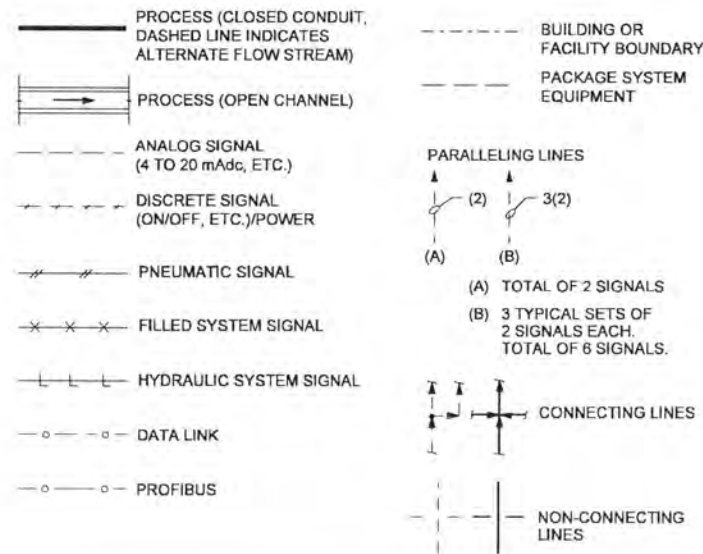 PROCESS (CLOSED CONDUIT,
DASHED LINE INDICATES
ALTERNATE FLOW STREAM)
PROCESS (OPEN CHANNEL)
ANALOG SIGNAL
(4 TO 20 mAdc, ETC.)
DISCRETE SIGNAL
(ON/OFF, ETC.)/POWER
PNEUMATIC SIGNAL
FILLED SYSTEM SIGNAL
HYDRAULIC SYSTEM SIGNAL
DATA LINK
PROFIBUS
BUILDING OR
FACILITY BOUNDARY
PACKAGE SYSTEM
EQUIPMENT
PARALLELING LINES
(2)
3(2)
(A)
(B)
(A) TOTAL OF 2 SIGNALS
(B) 3 TYPICAL SETS OF
2 SIGNALS EACH.
TOTAL OF 6 SIGNALS.
CONNECTING LINES
NON-CONNECTING
LINES